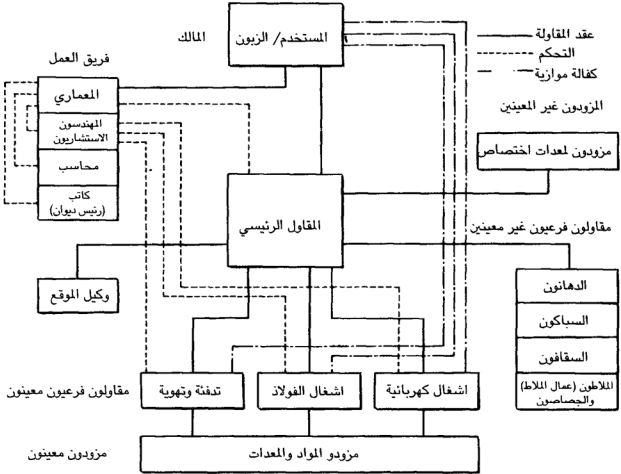 المالك
المستخدم/ الزبون
عقد المقاولة
التحكم
كفالة موازية
فريق العمل
المعماري
المهندسون
الاستشاريون
محاسب
كاتب
(رئيس ديوان)
المزودون غير المعينين
مزودون لمعدات اختصاص
المقاول الرئيسي
مقاولون فرعيون غير معينين
وكيل الموقع
الدهانون
السباكون
السقافون
الملاطون (عمال الملاط)
والجصاصون
مقاولون فرعيون معينون
تدفئة وتهوية
اشغال الفولاذ
اشغال كهربائية
مزودون معينون
مزودو المواد والمعدات